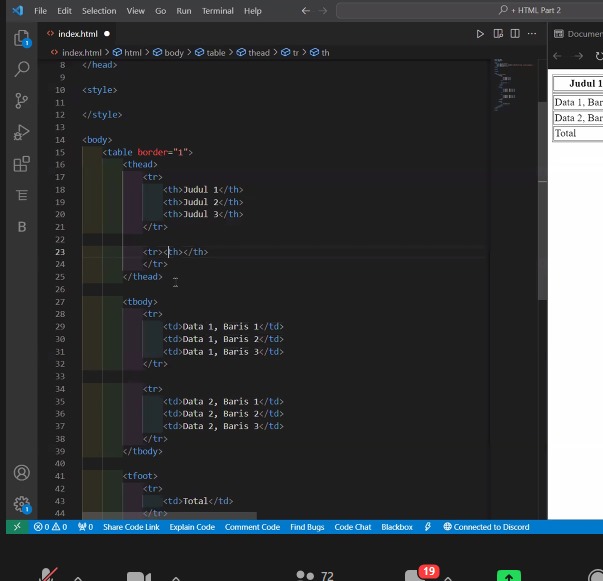 File Edit Selection View Go Run Terminal Help
+ HTML Part 2
index.html
Documen
index.html > html > body > table > thead > tr > th
8 </head>
9
10 <style>
11
12 </style>
13
14 <body>
15 <table border="1">
16 <thead>
17 <tr>
18 <th>Judul 1</th>
19 <th>Judul 2</th>
20 <th>Judul 3</th>
21 </tr>
22
23 <tr><th></th>
24 </tr>
25 </thead>
26
27 <tbody>
28 <tr>
29 <td>Data 1, Baris 1</td>
30 <td>Data 1, Baris 2</td>
31 <td>Data 1, Baris 3</td>
32 </tr>
33
34 <tr>
35 <td>Data 2, Baris 1</td>
36 <td>Data 2, Baris 2</td>
37 <td>Data 2, Baris 3</td>
38 </tr>
39 </tbody>
40
41 <tfoot>
42 <tr>
43 <td>Total</td>
44 </tr>
Judul 1
Data 1, Bar
Data 2, Bar
Total
1
B
1
0 0 0 Share Code Link Explain Code Comment Code Find Bugs Code Chat Blackbox Connected to Discord
72
19